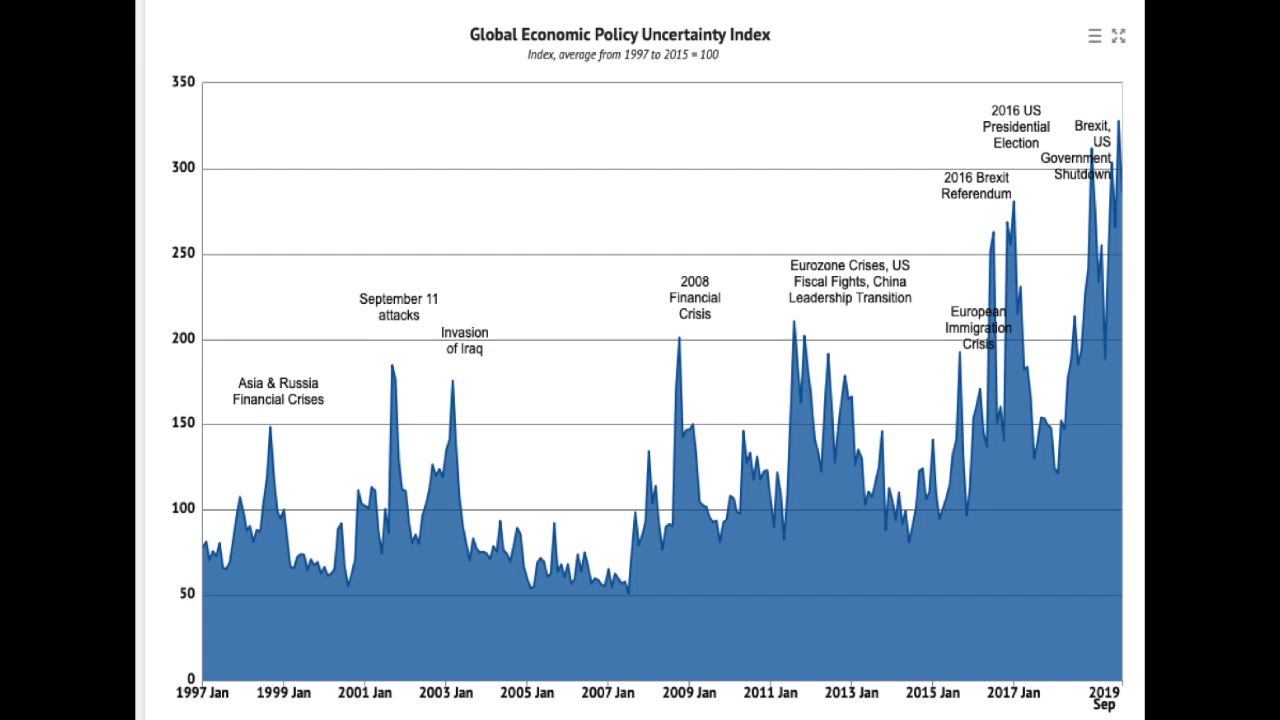 Global Economic Policy Uncertainty Index
Index, average from 1997 to 2015 = 100
350
300
250
200
150
100
50
0
Asia & Russia
Financial Crises
September 11
attacks
Invasion
of Iraq
2008
Financial
Crisis
Eurozone Crises, US
Fiscal Fights, China
Leadership Transition
European
Immigration
Crisis
2016 Brexit
Referendum
2016 US
Presidential
Election
Brexit,
US
Government
Shutdown
1997 Jan
1999 Jan
2001 Jan
2003 Jan
2005 Jan
2007 Jan
2009 Jan
2011 Jan
2013 Jan
2015 Jan
2017 Jan
2019
Sep